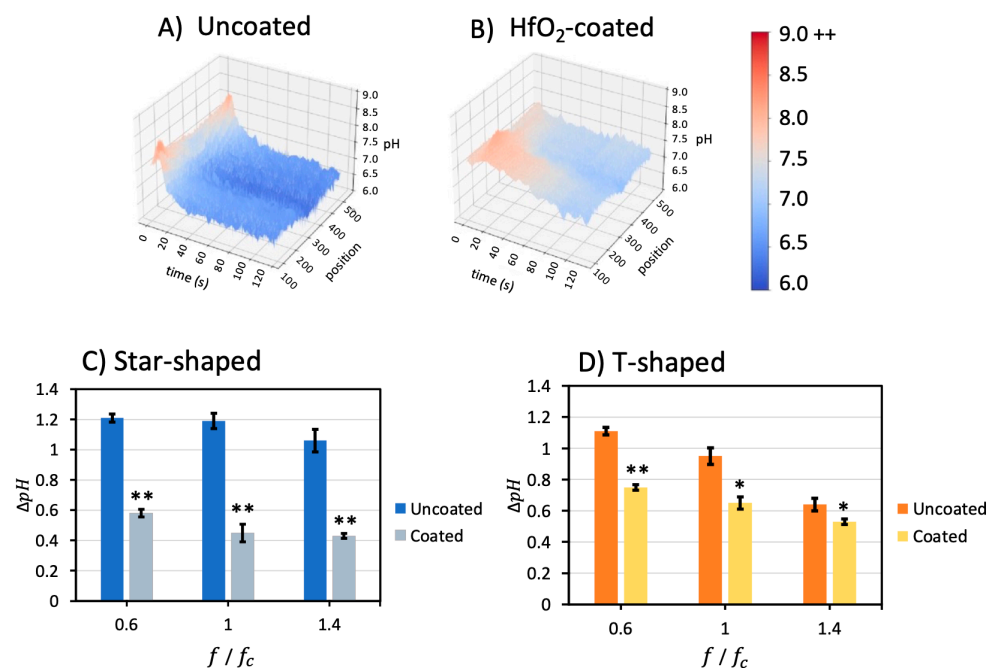 A) Uncoated
B) HfO₂-coated
9.0 ++
8.5
8.0
7.5
7.0
6.5
6.0
9.0
8.5
8.0
7.5
7.0
6.5
6.0
pH
0
20
40
60
80
100
120
time (s)
100
200
300
400
500
position
9.0
8.5
8.0
7.5
7.0
6.5
6.0
pH
0
20
40
60
80
100
120
time (s)
100
200
300
400
500
position
C) Star-shaped
1.4
1.2
1
0.8
0.6
0.4
0.2
0
ΔpH
** ** **
0.6 1 1.4
f / fc
Uncoated
Coated
D) T-shaped
1.4
1.2
1
0.8
0.6
0.4
0.2
0
ΔpH
** * *
0.6 1 1.4
f / fc
Uncoated
Coated